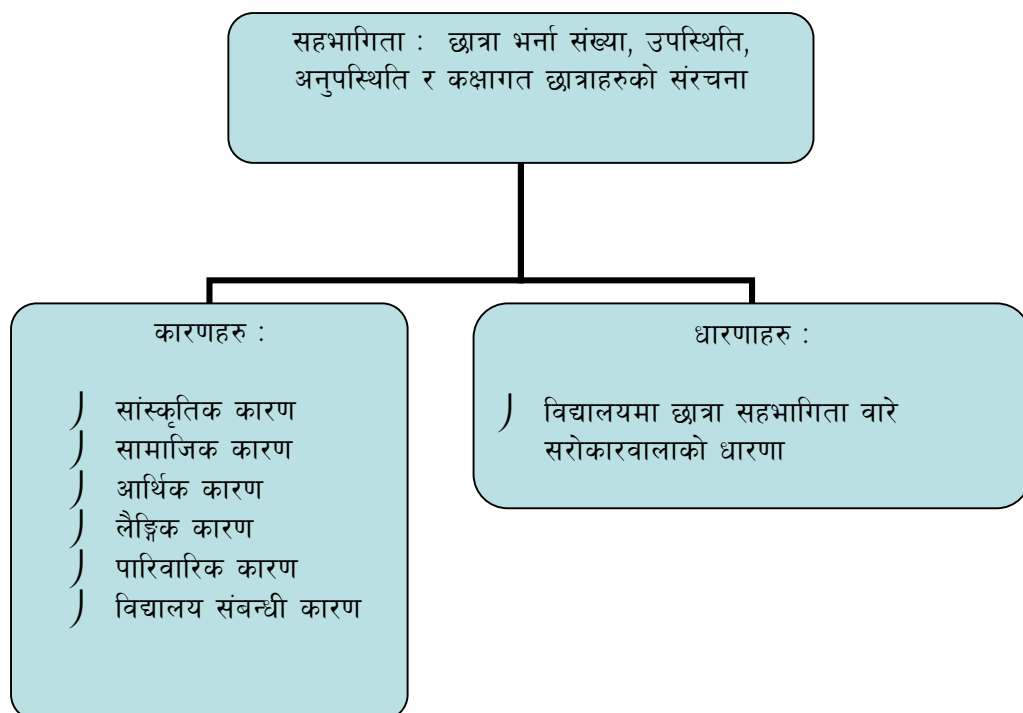 सहभागिता : छात्रा भर्ना संख्या, उपस्थिति,
अनुपस्थिति र कक्षागत छात्राहरुको संरचना
कारणहरु :
सांस्कृतिक कारण
सामाजिक कारण
आर्थिक कारण
लैङ्गिक कारण
पारिवारिक कारण
विद्यालय संबन्धी कारण
धारणाहरु :
विद्यालयमा छात्रा सहभागिता वारे
सरोकारवालाको धारणा